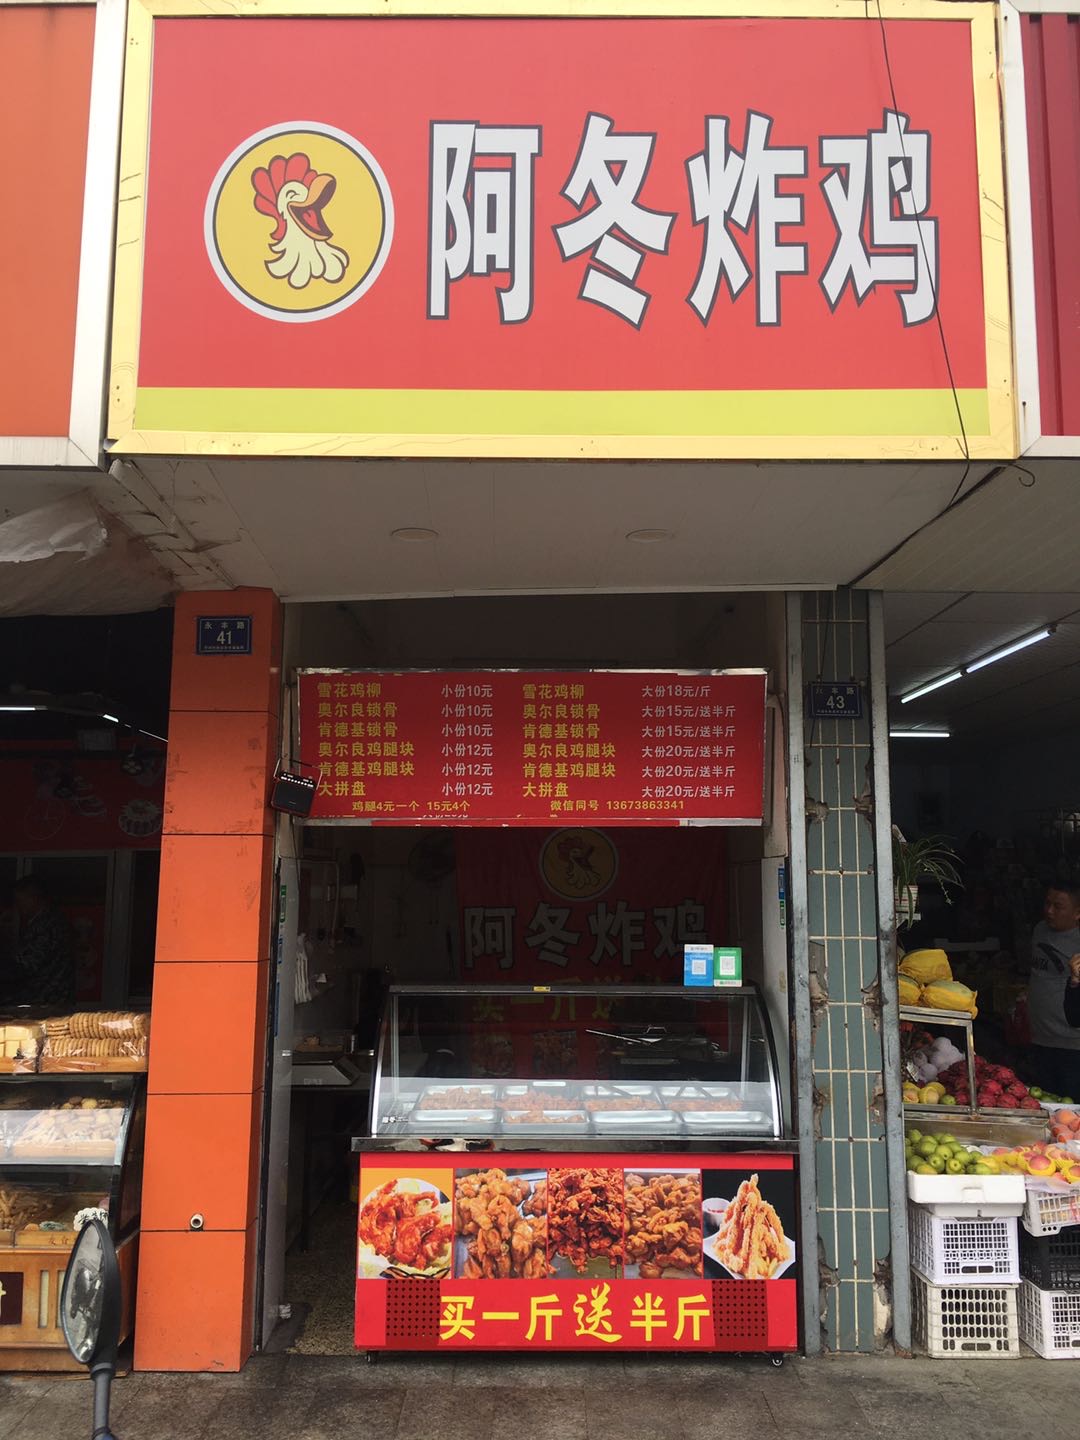 阿冬炸鸡
永丰路
41
丰路
43
雪花鸡柳 小份10元 雪花鸡柳 大份18元/斤
奥尔良锁骨 小份10元 奥尔良锁骨 大份15元/送半斤
肯德基锁骨 小份10元 肯德基锁骨 大份15元/送半斤
奥尔良鸡腿块 小份12元 奥尔良鸡腿块 大份20元/送半斤
肯德基鸡腿块 小份12元 肯德基鸡腿块 大份20元/送半斤
大拼盘 小份12元 大拼盘 大份20元/送半斤
鸡腿4元一个 15元4个 微信同号 13673863341
阿冬炸鸡
买一斤送
买一斤送半斤